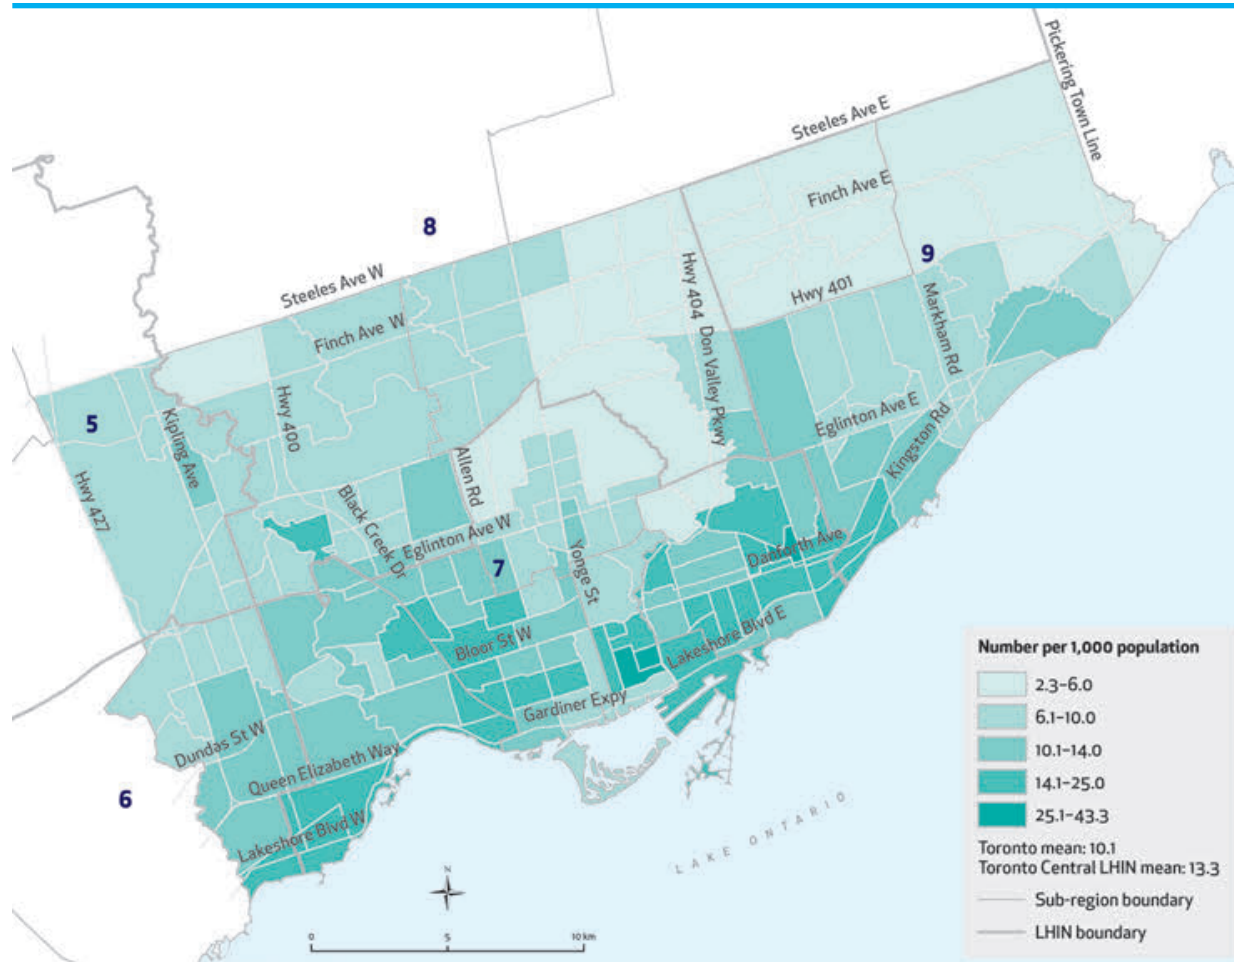 Pickering Town Line
Steeles Ave E
Finch Ave E
8
9
Steeles Ave W
Hwy 404
Hwy 401
Finch Ave W
Don Valley Pkwy
Markham Rd
5
Kipling Ave
Hwy 400
Eglinton Ave E
Kingston Rd
Hwy 427
Allen Rd
Black Creek Dr
Eglinton Ave W
Yonge St
Danforth Ave
7
Bloor St W
Lakeshore Blvd E
Gardiner Expy
Dundas St W
Queen Elizabeth Way
6
Lakeshore Blvd W
LAKE ONTARIO
N
0 5 10 km
Number per 1,000 population
2.3–6.0
6.1–10.0
10.1–14.0
14.1–25.0
25.1–43.3
Toronto mean: 10.1
Toronto Central LHIN mean: 13.3
Sub-region boundary
LHIN boundary